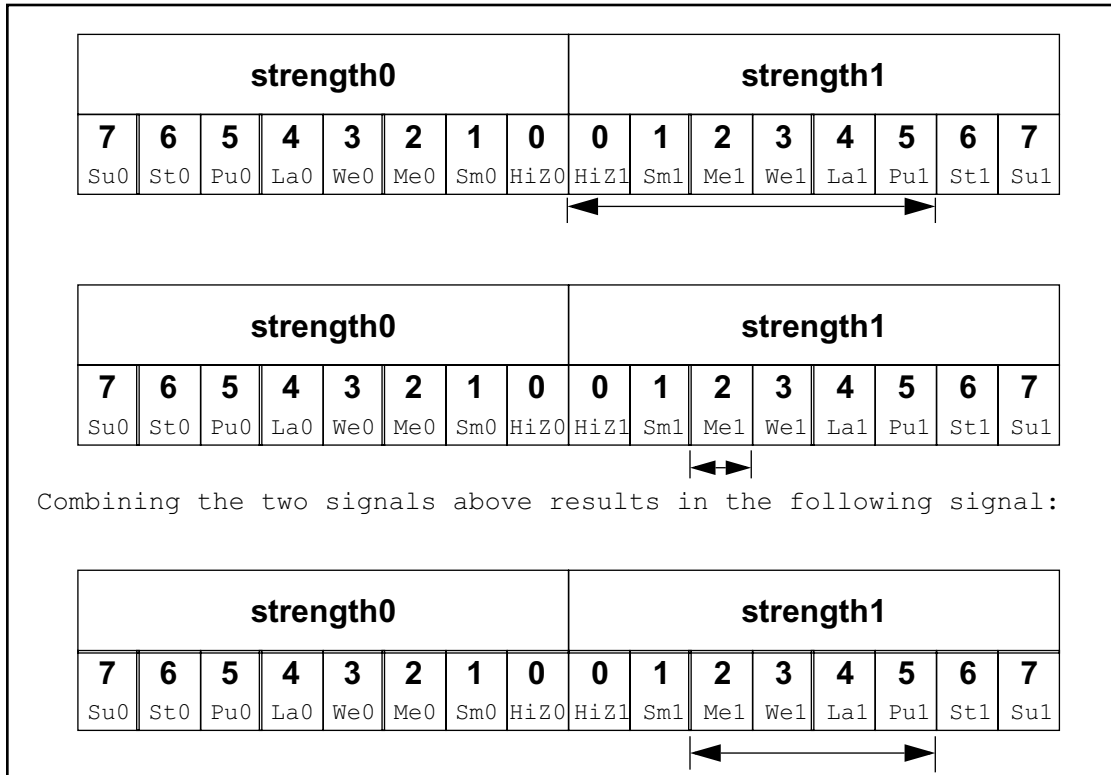 strength0 strength1
7 6 5 4 3 2 1 0 0 1 2 3 4 5 6 7
Su0 St0 Pu0 La0 We0 Me0 Sm0 HiZ0 HiZ1 Sm1 Me1 We1 La1 Pu1 St1 Su1
strength0 strength1
7 6 5 4 3 2 1 0 0 1 2 3 4 5 6 7
Su0 St0 Pu0 La0 We0 Me0 Sm0 HiZ0 HiZ1 Sm1 Me1 We1 La1 Pu1 St1 Su1
Combining the two signals above results in the following signal:
strength0 strength1
7 6 5 4 3 2 1 0 0 1 2 3 4 5 6 7
Su0 St0 Pu0 La0 We0 Me0 Sm0 HiZ0 HiZ1 Sm1 Me1 We1 La1 Pu1 St1 Su1